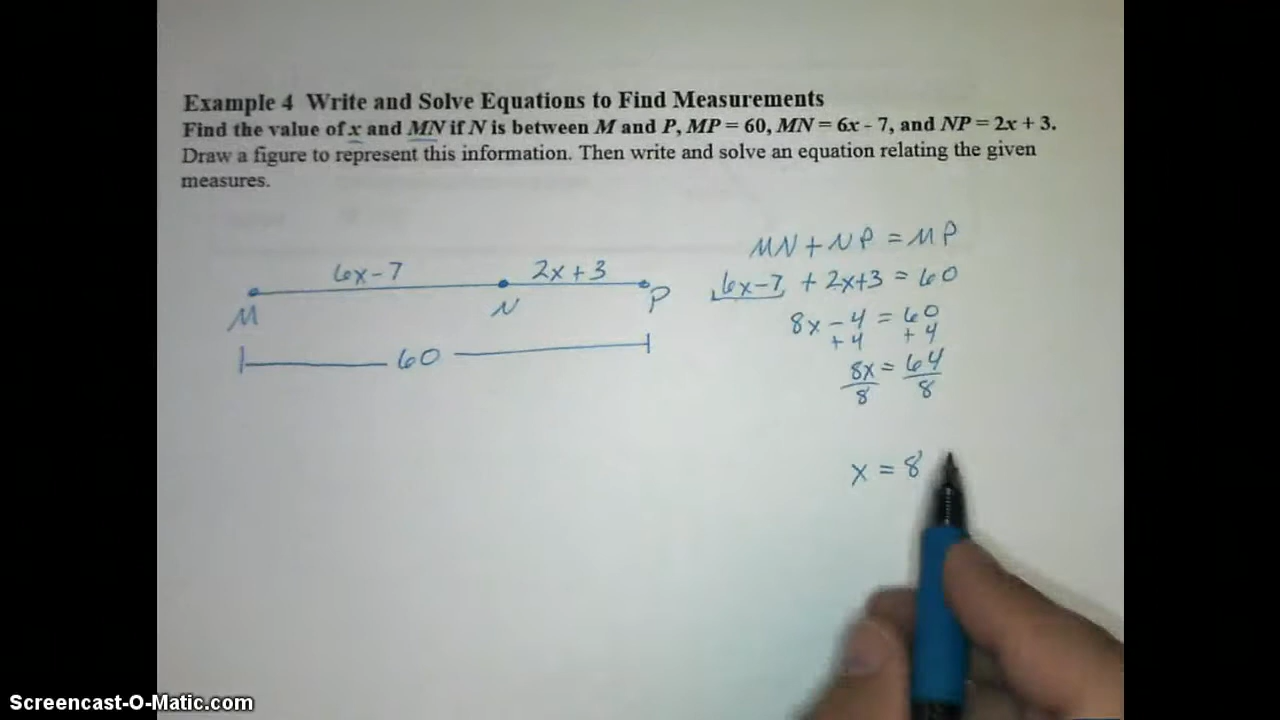 Example 4 Write and Solve Equations to Find Measurements
Find the value of x and MN if N is between M and P, MP = 60, MN = 6x - 7, and NP = 2x + 3.
Draw a figure to represent this information. Then write and solve an equation relating the given
measures.
MN + NP = MP
6x-7 2x+3
6x-7 + 2x+3 = 60
M N P
8x - 4 = 60
+4 +4
60
8x = 64
8 8
x = 8
Screencast-O-Matic.com